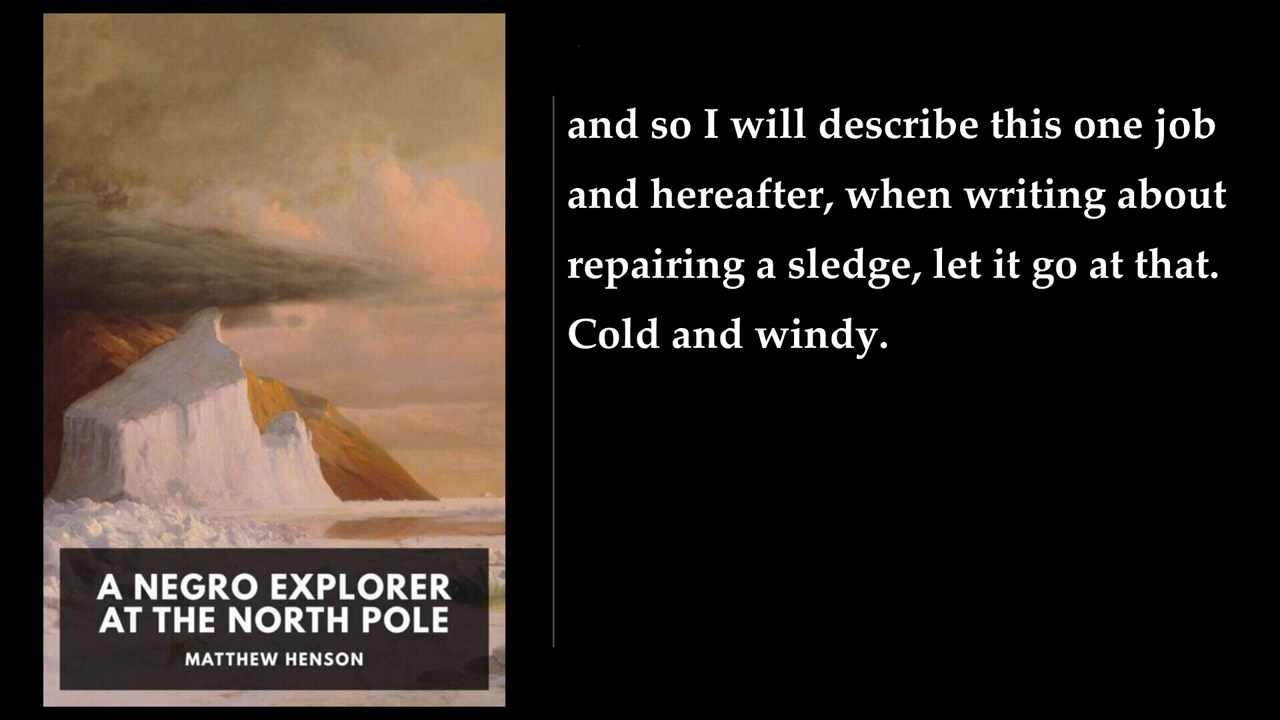 and so I will describe this one job
and hereafter, when writing about
repairing a sledge, let it go at that.
Cold and windy.
A NEGRO EXPLORER
AT THE NORTH POLE
MATTHEW HENSON